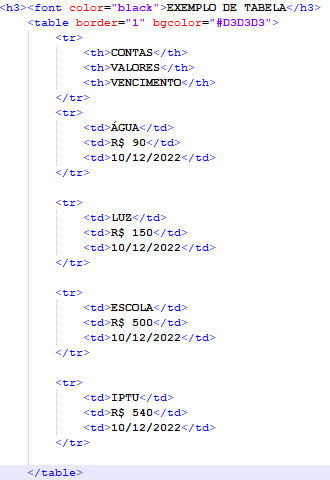 <h3><font color="black">EXEMPLO DE TABELA</h3>
<table border="1" bgcolor="#D3D3D3">
<tr>
<th>CONTAS</th>
<th>VALORES</th>
<th>VENCIMENTO</th>
</tr>
<tr>
<td>ÁGUA</td>
<td>R$ 90</td>
<td>10/12/2022</td>
</tr>
<tr>
<td>LUZ</td>
<td>R$ 150</td>
<td>10/12/2022</td>
</tr>
<tr>
<td>ESCOLA</td>
<td>R$ 500</td>
<td>10/12/2022</td>
</tr>
<tr>
<td>IPTU</td>
<td>R$ 540</td>
<td>10/12/2022</td>
</tr>
</table>